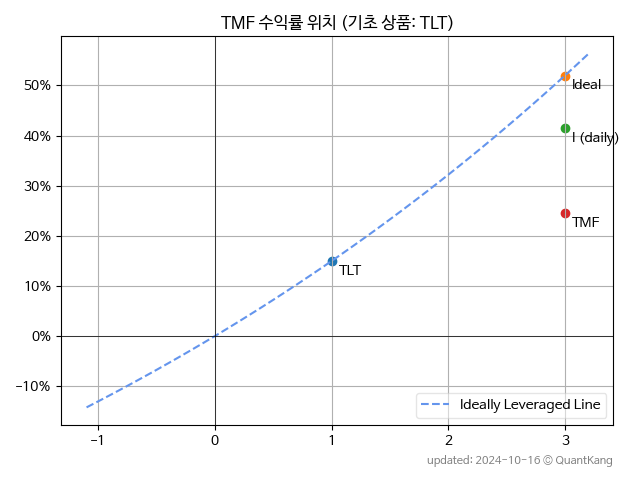 TMF 수익률 위치 (기초 상품: TLT)
50%
40%
30%
20%
10%
0%
-10%
Ideal
I (daily)
TMF
TLT
Ideally Leveraged Line
-1
0
1
2
3
updated: 2024-10-16 © QuantKang